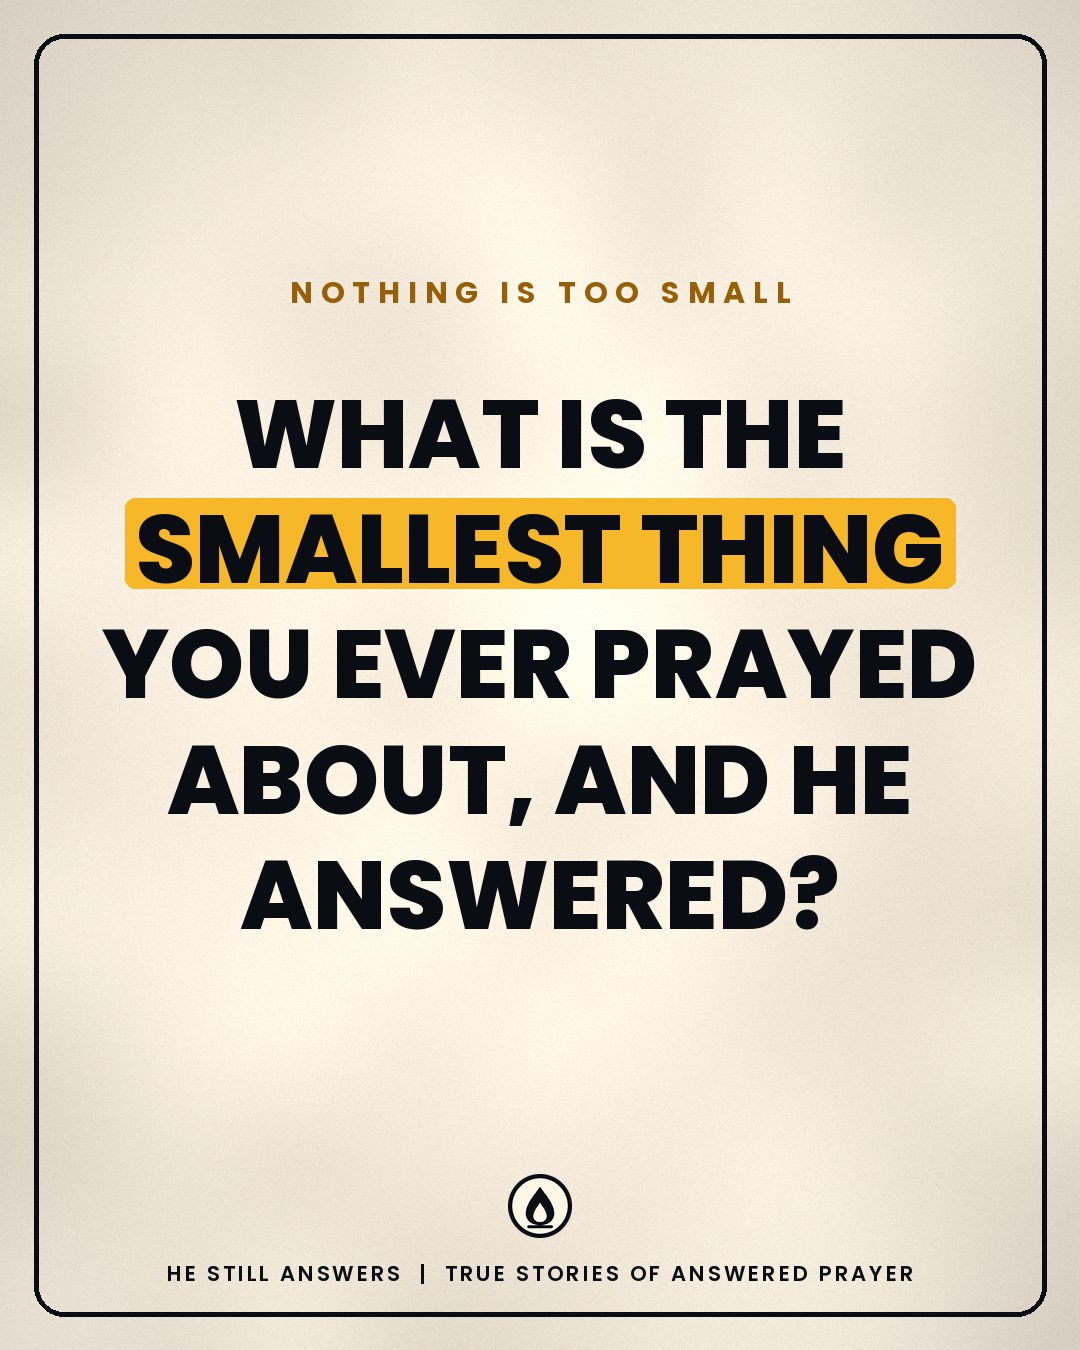 NOTHING IS TOO SMALL
WHAT IS THE
SMALLEST THING
YOU EVER PRAYED
ABOUT, AND HE
ANSWERED?
HE STILL ANSWERS | TRUE STORIES OF ANSWERED PRAYER